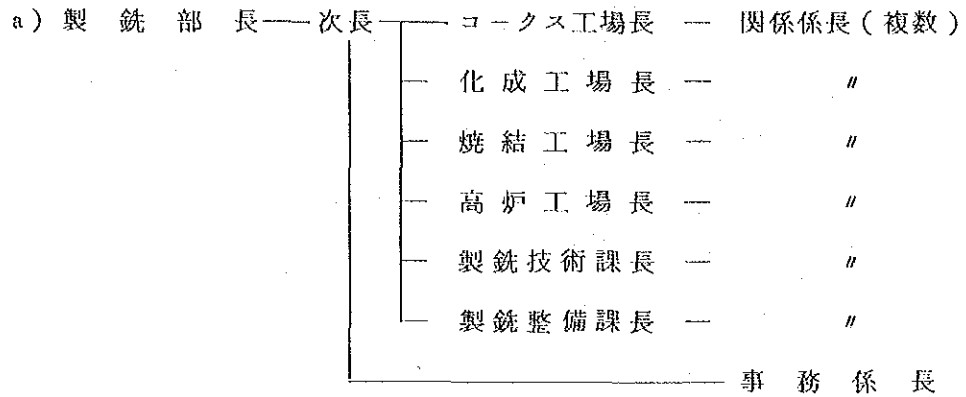 a) 製銑部長 次長 コークス工場長 関係係長(複数)
化成工場長 〃
焼結工場長 〃
高炉工場長 〃
製銑技術課長 〃
製銑整備課長 〃
事務係長